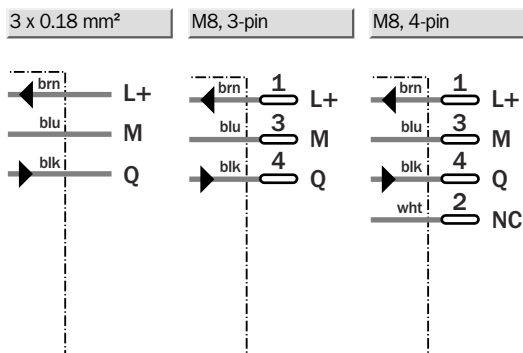 3 x 0.18 mm²
brn L+
blu M
blk Q
M8, 3-pin
brn 1 L+
blu 3 M
blk 4 Q
M8, 4-pin
brn 1 L+
blu 3 M
blk 4 Q
wht 2 NC